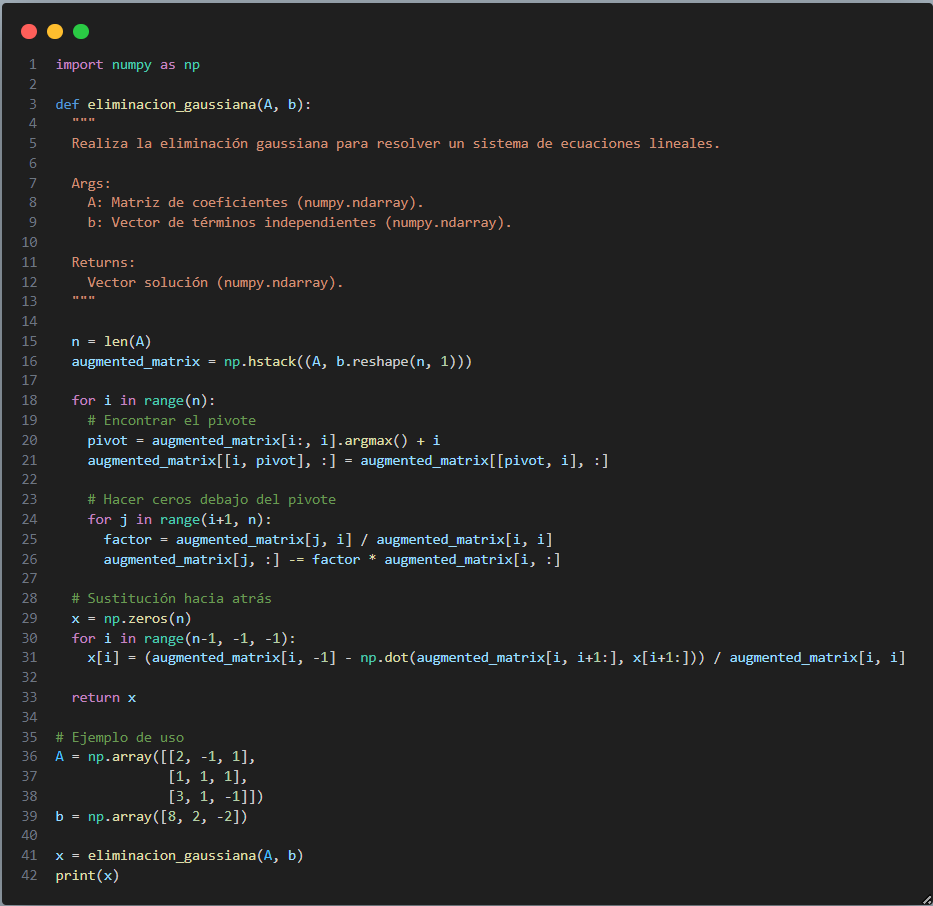 1 import numpy as np
2
3 def eliminacion_gaussiana(A, b):
4   """
5   Realiza la eliminación gaussiana para resolver un sistema de ecuaciones lineales.
6
7   Args:
8     A: Matriz de coeficientes (numpy.ndarray).
9     b: Vector de términos independientes (numpy.ndarray).
10
11   Returns:
12     Vector solución (numpy.ndarray).
13   """
14
15   n = len(A)
16   augmented_matrix = np.hstack((A, b.reshape(n, 1)))
17
18   for i in range(n):
19     # Encontrar el pivote
20     pivot = augmented_matrix[i:, i].argmax() + i
21     augmented_matrix[[i, pivot], :] = augmented_matrix[[pivot, i], :]
22
23     # Hacer ceros debajo del pivote
24     for j in range(i+1, n):
25       factor = augmented_matrix[j, i] / augmented_matrix[i, i]
26       augmented_matrix[j, :] -= factor * augmented_matrix[i, :]
27
28   # Sustitución hacia atrás
29   x = np.zeros(n)
30   for i in range(n-1, -1, -1):
31     x[i] = (augmented_matrix[i, -1] - np.dot(augmented_matrix[i, i+1:], x[i+1:])) / augmented_matrix[i, i]
32
33   return x
34
35 # Ejemplo de uso
36 A = np.array([[2, -1, 1],
37               [1, 1, 1],
38               [3, 1, -1]])
39 b = np.array([8, 2, -2])
40
41 x = eliminacion_gaussiana(A, b)
42 print(x)